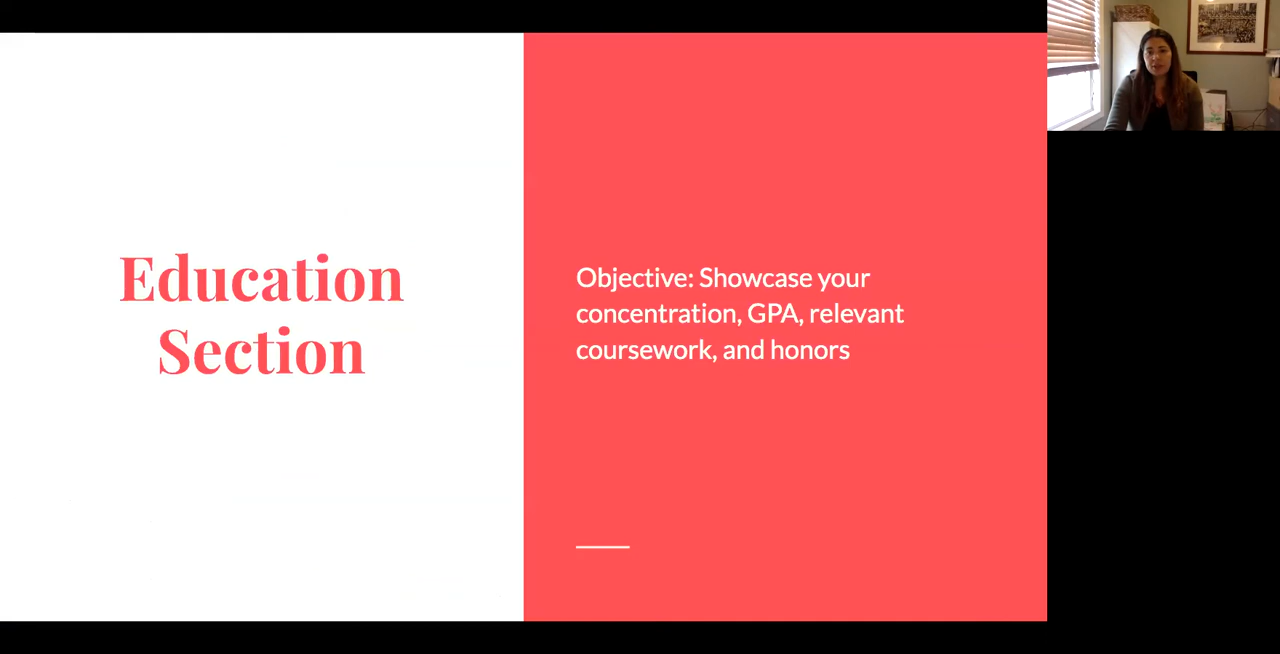 Education
Section
Objective: Showcase your
concentration, GPA, relevant
coursework, and honors